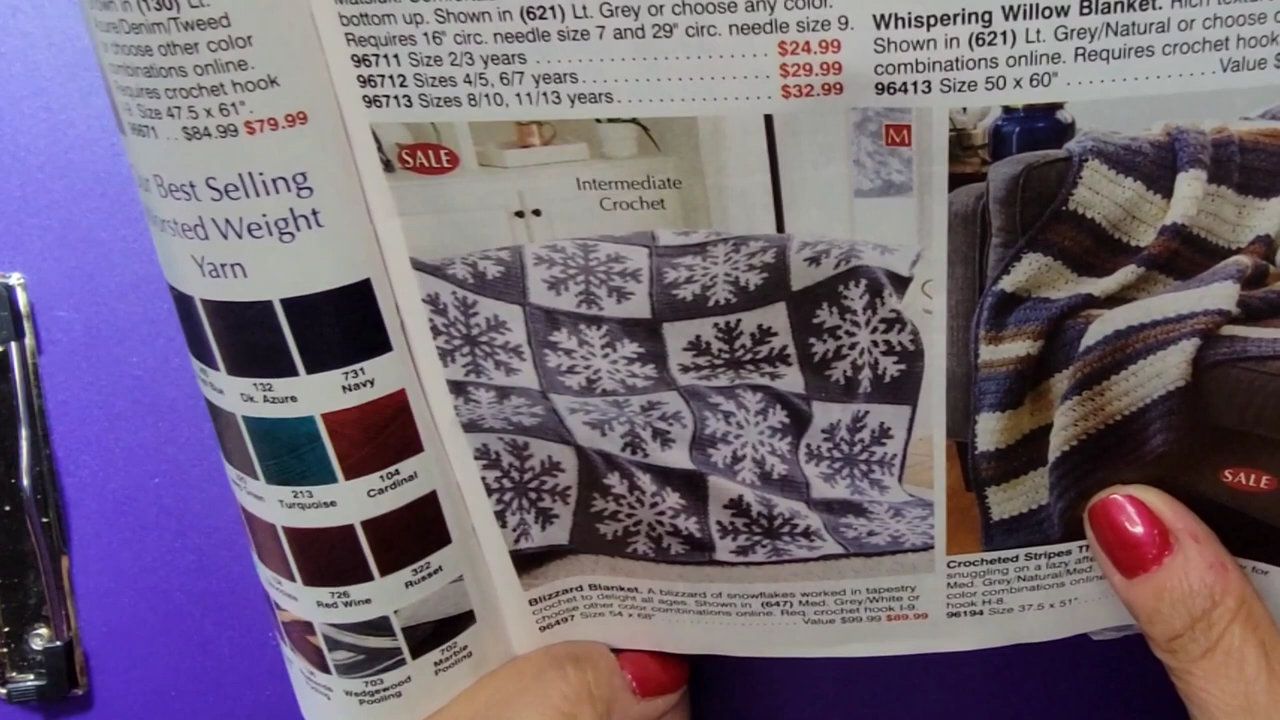 Azure/Denim/Tweed
choose other color
combinations online.
Requires crochet hook
Size 47.5 x 61".
$84.99 $79.99
Best Selling
Worsted Weight
Yarn
132
Dk. Azure
731
Navy
213
Turquoise
104
Cardinal
726
Red Wine
322
Russet
703
Wedgewood
Pooling
702
Marble
Pooling
bottom up. Shown in (621) Lt. Grey or choose any color.
Requires 16" circ. needle size 7 and 29" circ. needle size 9.
96711 Size 2/3 years $24.99
96712 Sizes 4/5, 6/7 years $29.99
96713 Sizes 8/10, 11/13 years $32.99
SALE
Intermediate
Crochet
M
Blizzard Blanket. A blizzard of snowflakes worked in tapestry
crochet to delight all ages. Shown in (647) Med. Grey/White or
choose other color combinations online. Req. crochet hook I-9.
96497 Size 54 x 68" Value $99.99 $89.99
Whispering Willow Blanket. Rich
Shown in (621) Lt. Grey/Natural or choose
combinations online. Requires crochet hook
96413 Size 50 x 60" Value
SALE
Crocheted Stripes
snuggling on a lazy
Med. Grey/Natural/Med
color combinations online
hook H-8.
96194 Size 37.5 x 51"
for